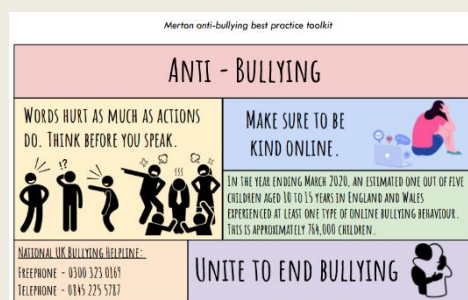 Merton anti-bullying best practice toolkit
ANTI - BULLYING
WORDS HURT AS MUCH AS ACTIONS
DO. THINK BEFORE YOU SPEAK.
!?
MAKE SURE TO BE
KIND ONLINE.
IN THE YEAR ENDING MARCH 2020, AN ESTIMATED ONE OUT OF FIVE
CHILDREN AGED 10 TO 15 YEARS IN ENGLAND AND WALES
EXPERIENCED AT LEAST ONE TYPE OF ONLINE BULLYING BEHAVIOUR.
THIS IS APPROXIMATELY 764,000 CHILDREN.
NATIONAL UK BULLYING HELPLINE:
FREEPHONE - 0300 323 0169
TELEPHONE - 0845 225 5787
UNITE TO END BULLYING